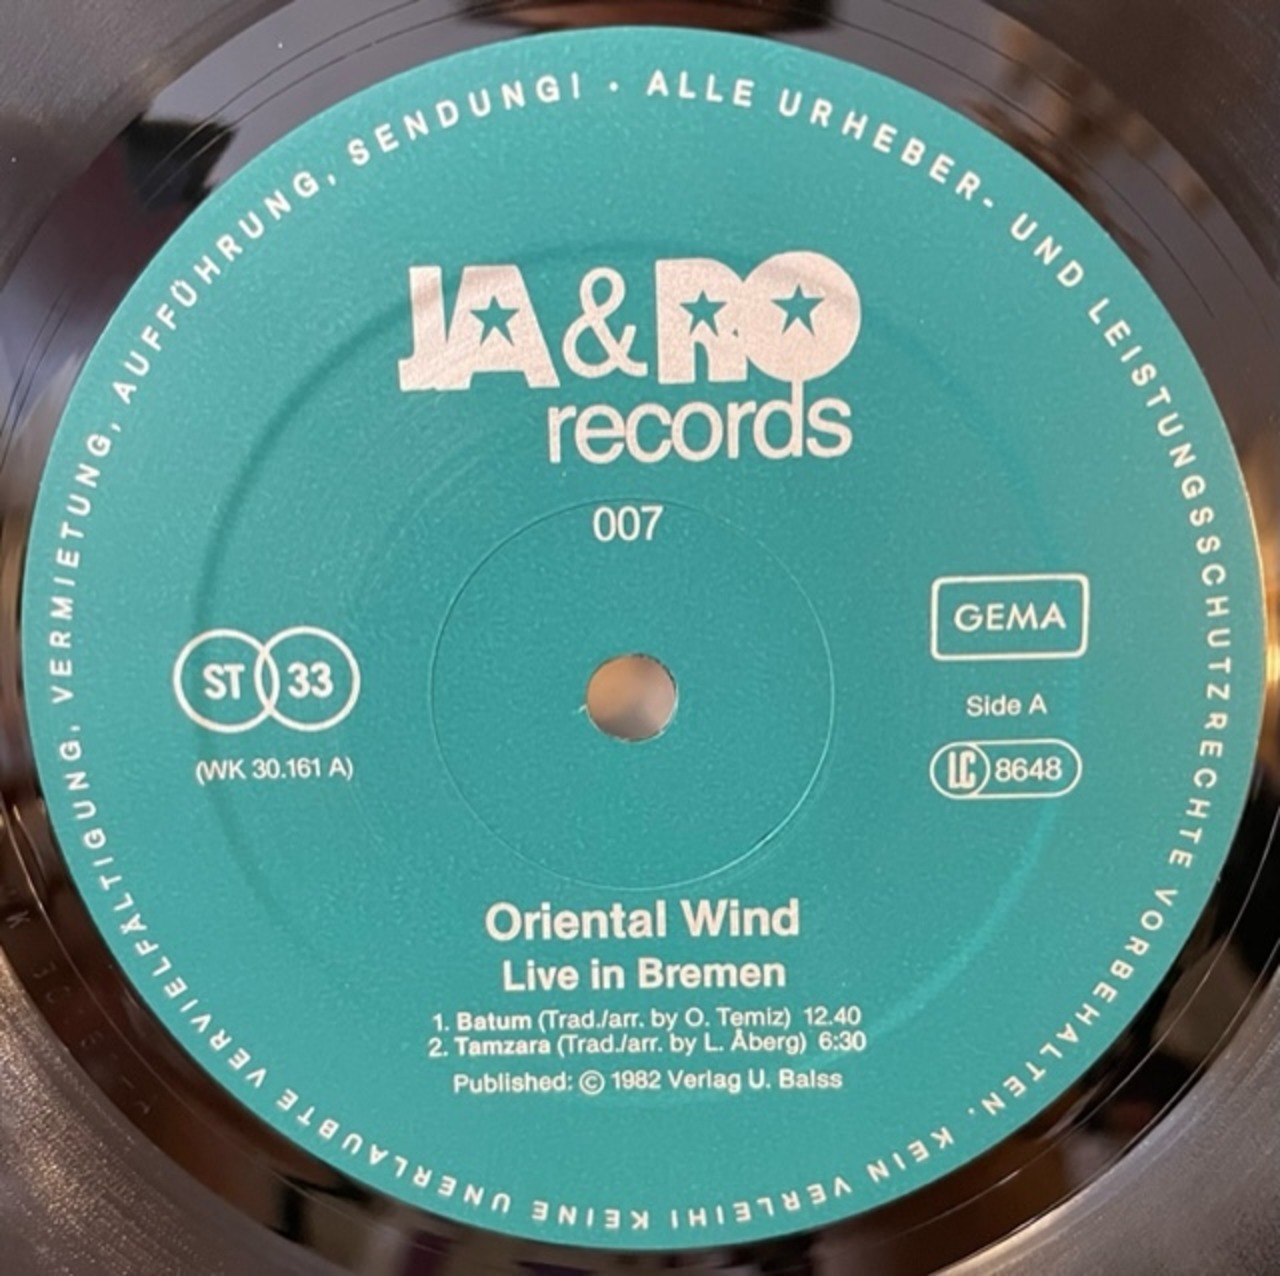 ALLE URHEBER- UND LEISTUNGSSCHUTZRECHTE VORBEHALTEN. KEIN VERLEIH! KEINE UNERLAUBTE VERVIELFÄLTIGUNG, VERMIETUNG, AUFFÜHRUNG, SENDUNG! ·
JA & RO
records
007
GEMA
ST 33
Side A
(WK 30.161 A)
LC 8648
Oriental Wind
Live in Bremen
1. Batum (Trad./arr. by O. Temiz) 12.40
2. Tamzara (Trad./arr. by L. Åberg) 6:30
Published: © 1982 Verlag U. Balss